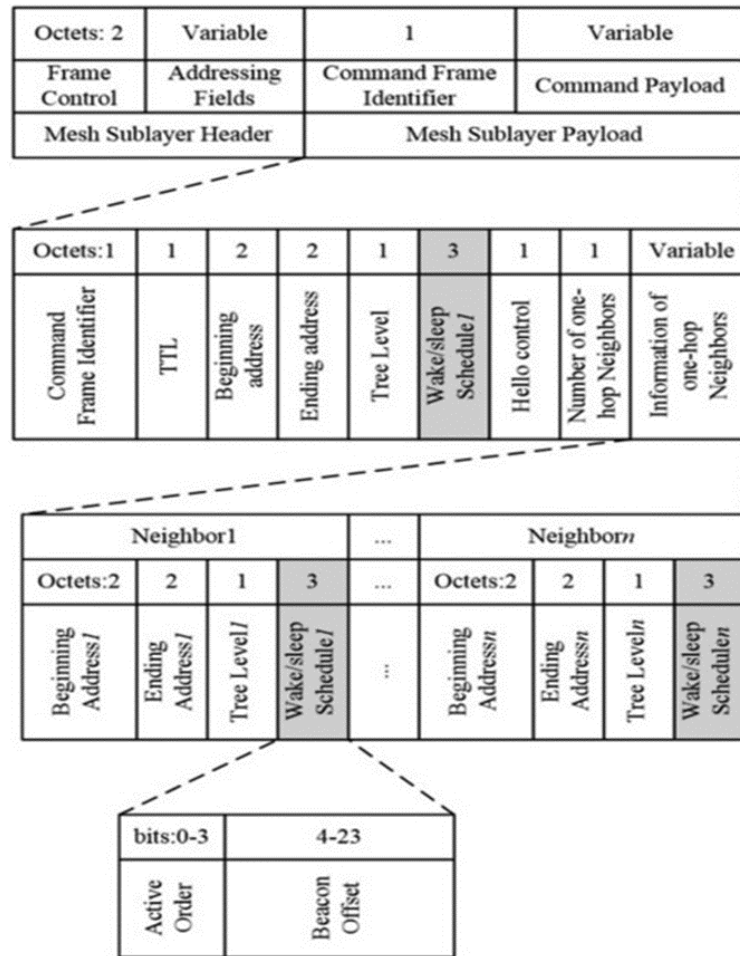 Octets: 2 Variable 1 Variable
Frame Control Addressing Fields Command Frame Identifier Command Payload
Mesh Sublayer Header Mesh Sublayer Payload
Octets:1 1 2 2 1 3 1 1 Variable
Command Frame Identifier TTL Beginning address Ending address Tree Level Wake/sleep Schedule1 Hello control Number of one-hop Neighbors Information of one-hop Neighbors
Neighbor1 ... Neighborn
Octets:2 2 1 3 ... Octets:2 2 1 3
Beginning Address1 Ending Address1 Tree Level1 Wake/sleep Schedule1 ... Beginning Addressn Ending Addressn Tree Leveln Wake/sleep Schedulen
bits:0-3 4-23
Active Order Beacon Offset